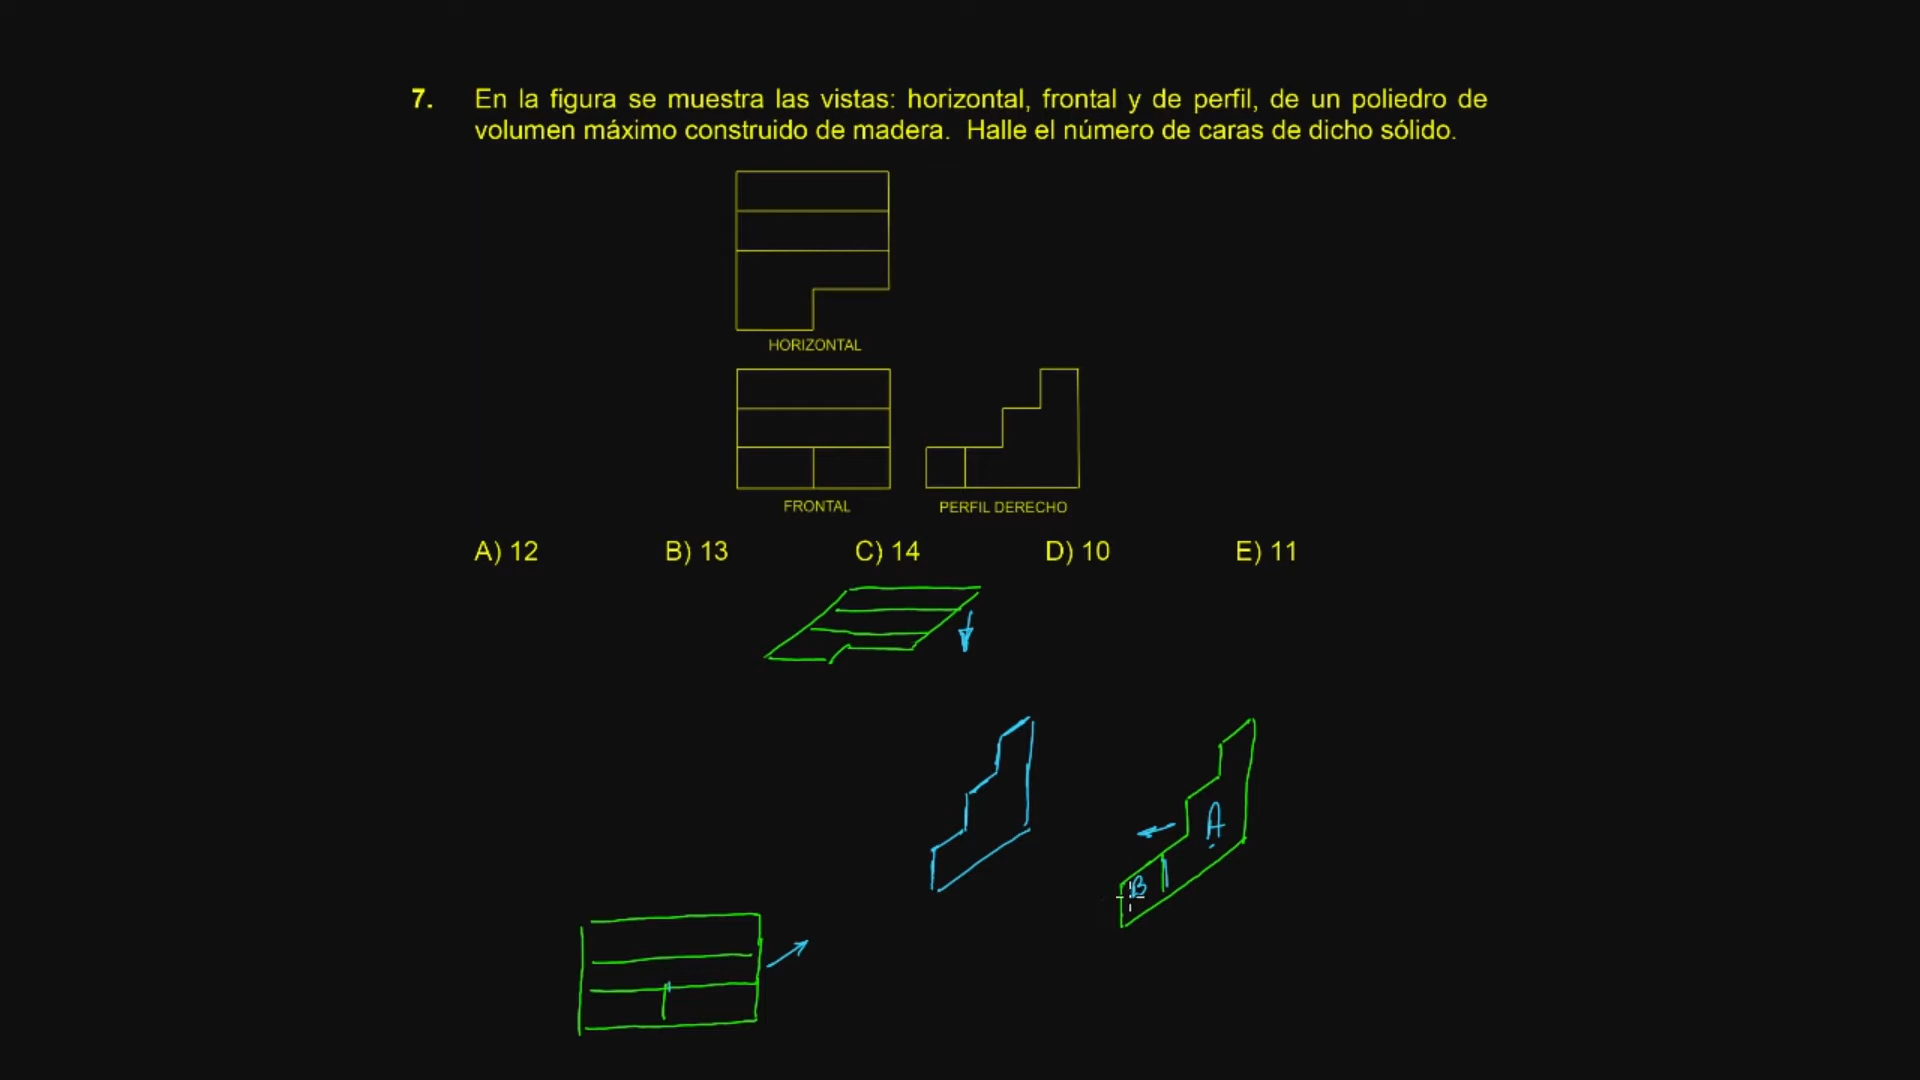 7. En la figura se muestra las vistas: horizontal, frontal y de perfil, de un poliedro de
volumen máximo construido de madera. Halle el número de caras de dicho sólido.
HORIZONTAL
FRONTAL
PERFIL DERECHO
A) 12 B) 13 C) 14 D) 10 E) 11
A
B